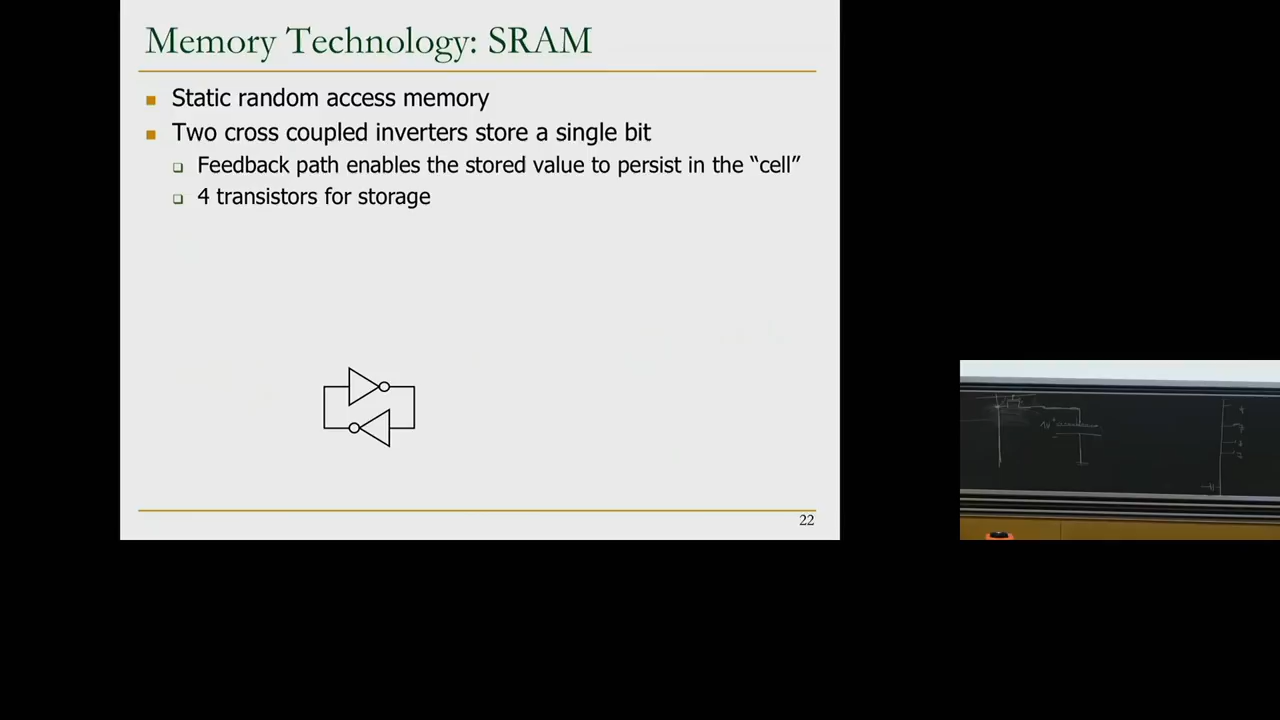 Memory Technology: SRAM
Static random access memory
Two cross coupled inverters store a single bit
Feedback path enables the stored value to persist in the “cell”
4 transistors for storage
22